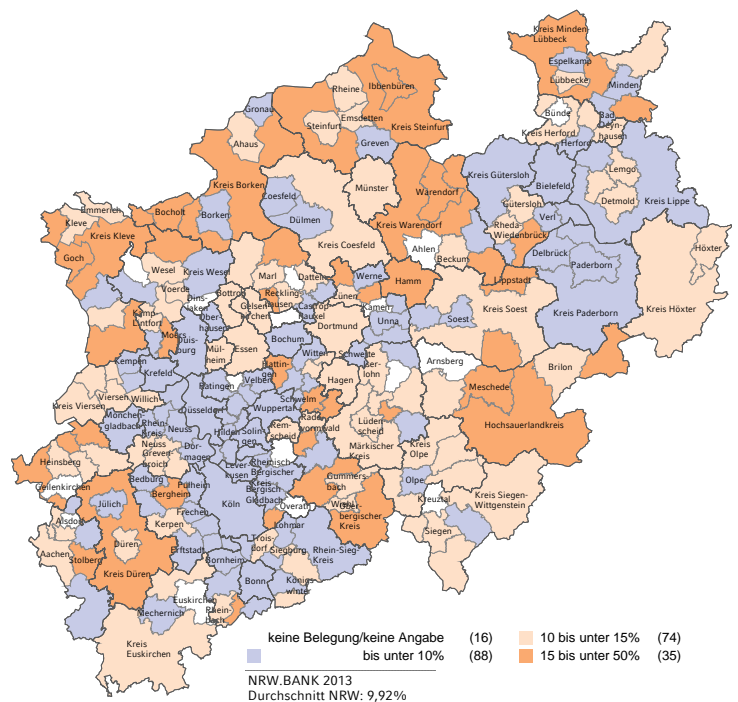 Kreis Minden
Lübbeck
Espelkamp
Lübbecke
Minden
Rheine
Ibbenbüren
Gronau
Steinfurt
Emsdetten
Kreis Steinfurt
Bünde
Bad
Oeyn-
hausen
Kreis Herford
Herford
Ahaus
Greven
Lemgo
Kreis Gütersloh
Bielefeld
Detmold
Kreis Lippe
Kreis Borken
Münster
Warendorf
Coesfeld
Emmerich
Kleve
Bocholt
Borken
Dülmen
Gütersloh
Verl
Kreis Kleve
Kreis Warendorf
Rheda
Wiedenbrück
Kreis Coesfeld
Ahlen
Beckum
Delbrück
Höxter
Goch
Wesel
Kreis Wesel
Marl
Datteln
Werne
Hamm
Lippstadt
Paderborn
Voerde
Dins-
laken
Bottrop
Reckling-
hausen
Castrop
Rauxel
Lünen
Kamen
Kreis Soest
Kreis Höxter
Kamp-
Lintfort
Ober-
hausen
Gelsen-
kirchen
Dortmund
Unna
Soest
Kreis Paderborn
Moers
Duis-
burg
Mül-
heim
Essen
Bochum
Witten
Schwerte
Iser-
lohn
Arnsberg
Brilon
Kempen
Krefeld
Ratingen
Velbert
Hattin-
gen
Hagen
Meschede
Kreis Viersen
Viersen
Willich
Düsseldorf
Wuppertal
Schwelm
Hochsauerlandkreis
Mönchen-
gladbach
Rhein-
Kreis
Neuss
Neuss
Hilden
Solin-
gen
Rem-
scheid
Rade
vormwald
Lüden-
scheid
Märkischer
Kreis
Kreis
Olpe
Heinsberg
Greven-
broich
Dor-
magen
Lever-
kusen
Rheinisch
Bergischer
Kreis
Bergisch
Gladbach
Gummers-
bach
Olpe
Geilenkirchen
Bedburg
Bergheim
Pulheim
Köln
Overath
Wiehl
Ober-
bergischer
Kreis
Kreuztal
Kreis Siegen-
Wittgenstein
Jülich
Alsdorf
Kerpen
Frechen
Lohmar
Siegen
Aachen
Stolberg
Düren
Kreis Düren
Erftstadt
Bornheim
Trois-
dorf
Siegburg
Rhein-Sieg-
Kreis
Bonn
Königs
winter
Euskirchen
Mechernich
Rhein-
bach
Kreis
Euskirchen
keine Belegung/keine Angabe (16) 10 bis unter 15% (74)
bis unter 10% (88) 15 bis unter 50% (35)
NRW.BANK 2013
Durchschnitt NRW: 9,92%